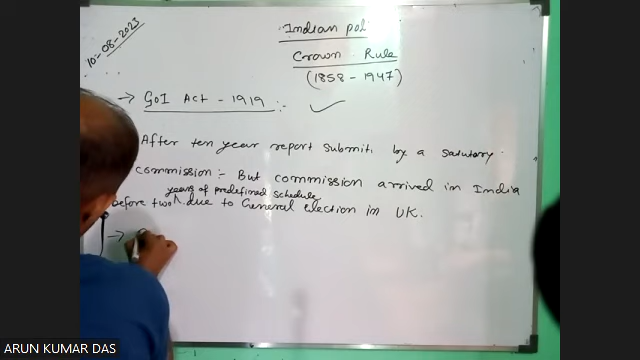 10-08-2023
Indian pol
Crown Rule
(1858 - 1947)
→ GOI Act - 1919 :-
After ten year report submit. by a satutory.
commission :- But commission arrived in India
years of predefined schedule
before two ^ due to General Election in UK.
→
ARUN KUMAR DAS